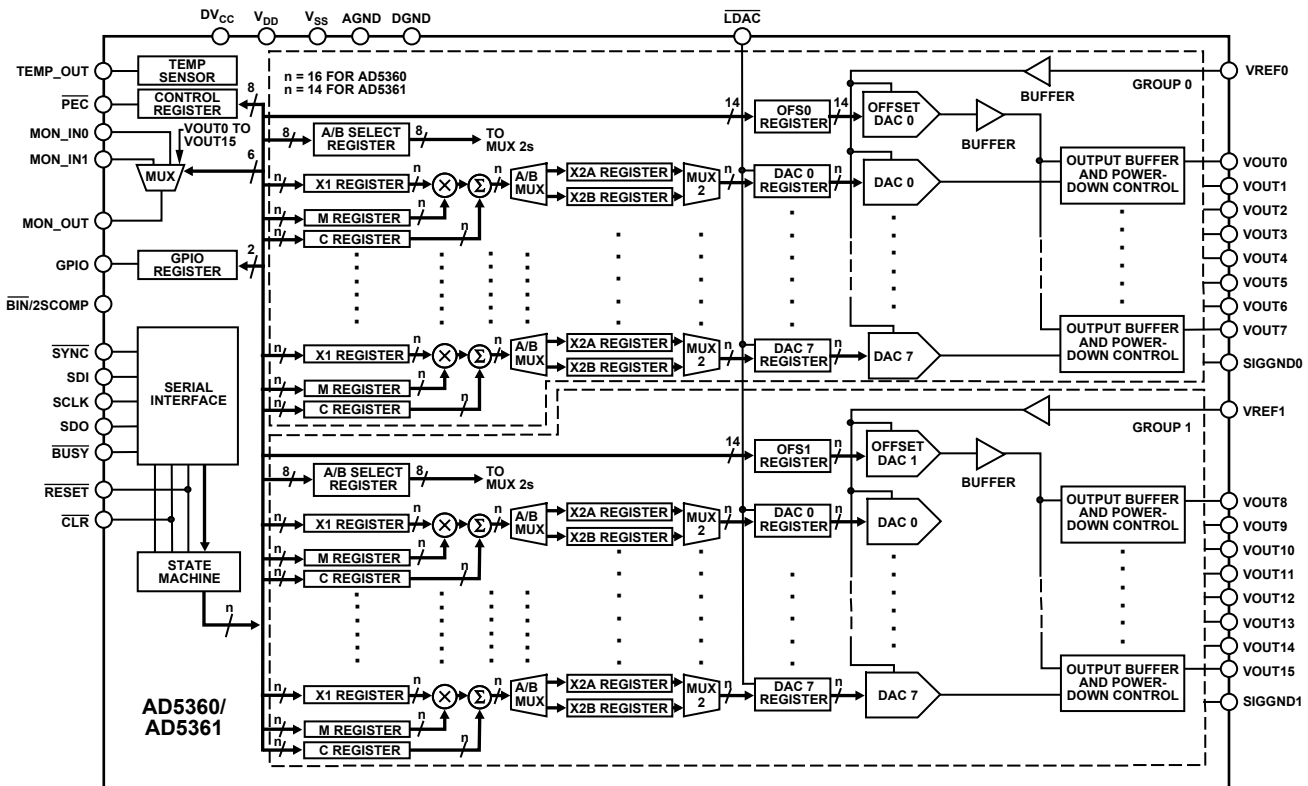 DVCC
VDD
VSS
AGND
DGND
LDAC
TEMP_OUT
TEMP
SENSOR
PEC
CONTROL
REGISTER
8
MON_IN0
VOUT0 TO
VOUT15
MON_IN1
MUX
6
MON_OUT
GPIO
GPIO
REGISTER
2
BIN/2SCOMP
SYNC
SDI
SCLK
SDO
BUSY
SERIAL
INTERFACE
RESET
CLR
STATE
MACHINE
n
AD5360/
AD5361
n = 16 FOR AD5360
n = 14 FOR AD5361
GROUP 0
BUFFER
VREF0
14
OFS0
REGISTER
14
OFFSET
DAC 0
BUFFER
8
A/B SELECT
REGISTER
8
TO
MUX 2s
n
X1 REGISTER
n
×
Σ
n
A/B
MUX
X2A REGISTER
X2B REGISTER
MUX
2
n
DAC 0
REGISTER
n
DAC 0
OUTPUT BUFFER
AND POWER-
DOWN CONTROL
n
M REGISTER
n
n
C REGISTER
n
VOUT0
VOUT1
VOUT2
VOUT3
VOUT4
VOUT5
VOUT6
VOUT7
SIGGND0
n
X1 REGISTER
n
×
Σ
n
A/B
MUX
X2A REGISTER
X2B REGISTER
MUX
2
n
DAC 7
REGISTER
n
DAC 7
OUTPUT BUFFER
AND POWER-
DOWN CONTROL
n
M REGISTER
n
n
C REGISTER
n
VREF1
GROUP 1
BUFFER
14
OFS1
REGISTER
n
OFFSET
DAC 1
8
A/B SELECT
REGISTER
8
TO
MUX 2s
n
X1 REGISTER
n
×
Σ
n
A/B
MUX
X2A REGISTER
X2B REGISTER
MUX
2
n
DAC 0
REGISTER
n
DAC 0
OUTPUT BUFFER
AND POWER-
DOWN CONTROL
n
M REGISTER
n
n
C REGISTER
n
VOUT8
VOUT9
VOUT10
VOUT11
VOUT12
VOUT13
VOUT14
VOUT15
SIGGND1
n
X1 REGISTER
n
×
Σ
n
A/B
MUX
X2A REGISTER
X2B REGISTER
MUX
2
n
DAC 7
REGISTER
n
DAC 7
OUTPUT BUFFER
AND POWER-
DOWN CONTROL
n
M REGISTER
n
n
C REGISTER
n